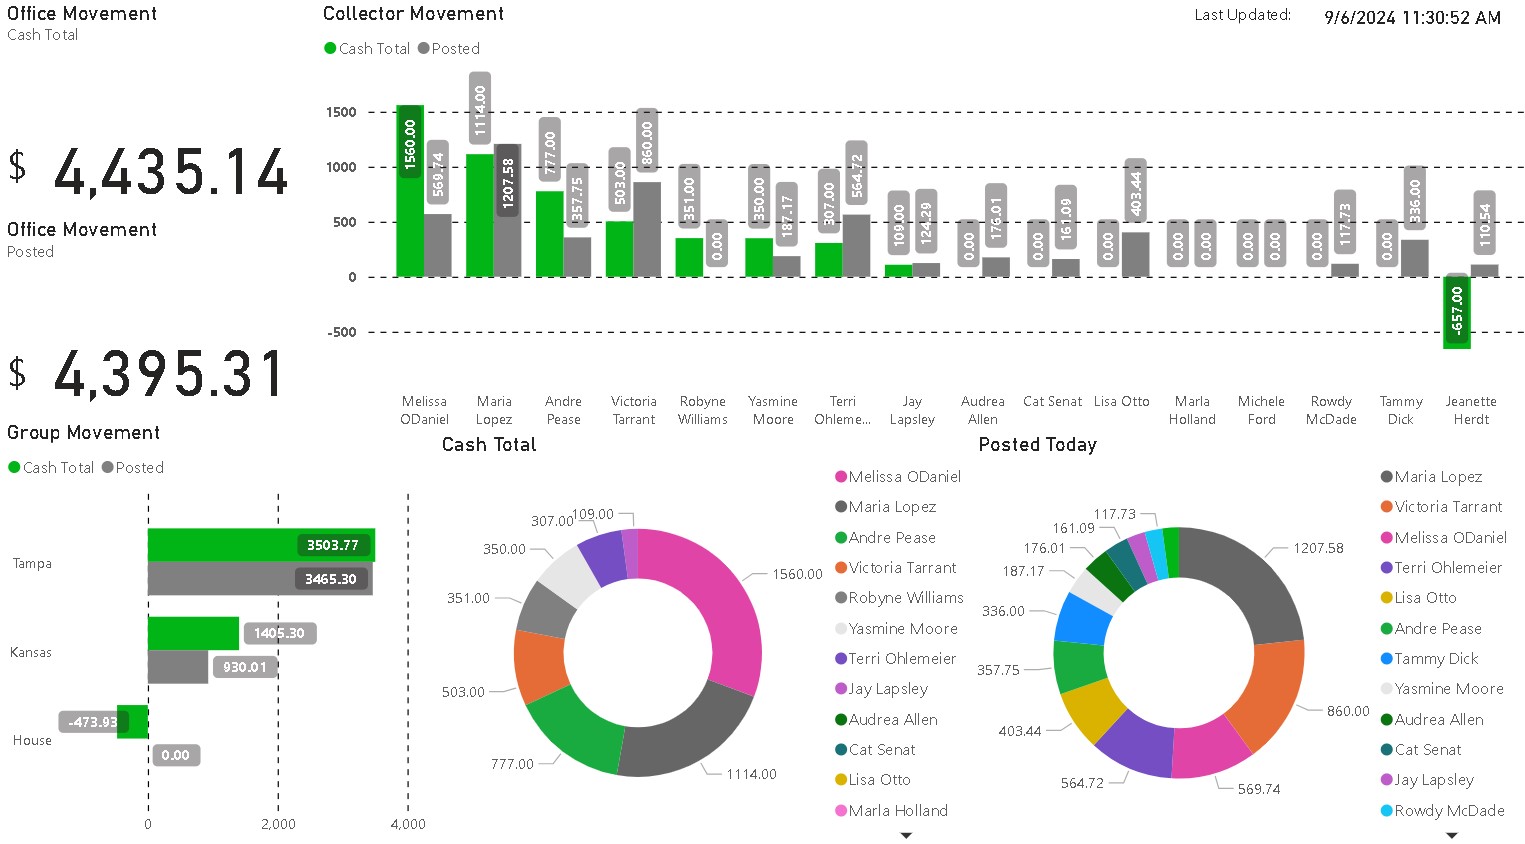 Office Movement
Cash Total
$ 4,435.14
Office Movement
Posted
$ 4,395.31
Collector Movement
Cash Total Posted
Last Updated: 9/6/2024 11:30:52 AM
1500
1000
500
0
-500
1560.00
569.74
1114.00
1207.58
777.00
357.75
503.00
860.00
351.00
0.00
350.00
187.17
307.00
564.72
109.00
124.29
0.00
176.01
0.00
161.09
0.00
403.44
0.00
0.00
0.00
0.00
0.00
117.73
0.00
336.00
-657.00
110.54
Melissa ODaniel
Maria Lopez
Andre Pease
Victoria Tarrant
Robyne Williams
Yasmine Moore
Terri Ohleme...
Jay Lapsley
Audrea Allen
Cat Senat
Lisa Otto
Marla Holland
Michele Ford
Rowdy McDade
Tammy Dick
Jeanette Herdt
Group Movement
Cash Total Posted
Tampa
3503.77
3465.30
Kansas
1405.30
930.01
House
-473.93
0.00
0
2,000
4,000
Cash Total
109.00
307.00
350.00
351.00
503.00
777.00
1114.00
1560.00
Melissa ODaniel
Maria Lopez
Andre Pease
Victoria Tarrant
Robyne Williams
Yasmine Moore
Terri Ohlemeier
Jay Lapsley
Audrea Allen
Cat Senat
Lisa Otto
Marla Holland
Posted Today
117.73
161.09
176.01
187.17
336.00
357.75
403.44
564.72
569.74
860.00
1207.58
Maria Lopez
Victoria Tarrant
Melissa ODaniel
Terri Ohlemeier
Lisa Otto
Andre Pease
Tammy Dick
Yasmine Moore
Audrea Allen
Cat Senat
Jay Lapsley
Rowdy McDade